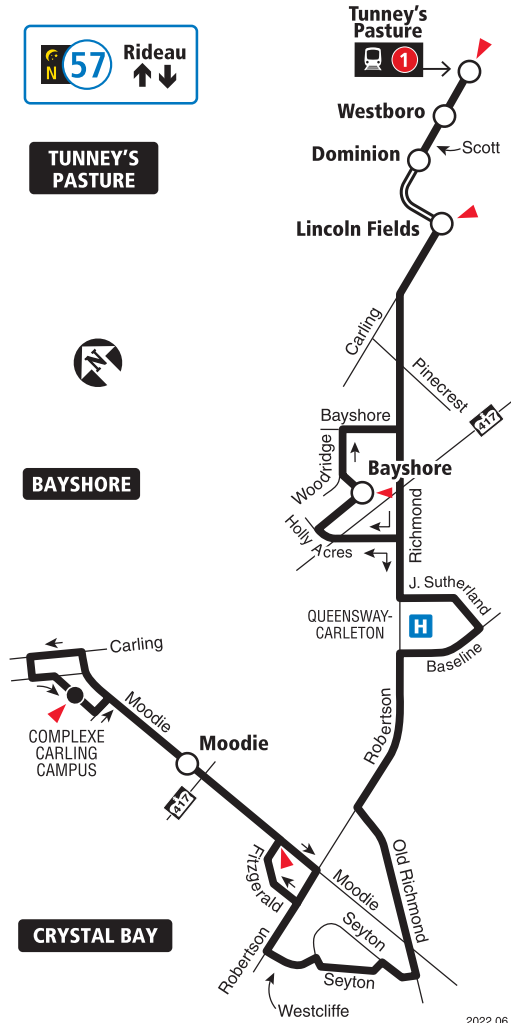 Tunney's
Pasture
1
N
57
Rideau
Westboro
Scott
TUNNEY'S
PASTURE
Dominion
Lincoln Fields
Carling
Pinecrest
N
417
Bayshore
Woodridge
Bayshore
BAYSHORE
Holly Acres
Richmond
J. Sutherland
QUEENSWAY-
CARLETON
H
Baseline
Carling
Moodie
Robertson
COMPLEXE
CARLING
CAMPUS
Moodie
417
Fitzgerald
Moodie
Old Richmond
Seyton
CRYSTAL BAY
Robertson
Seyton
Westcliffe
2022.06